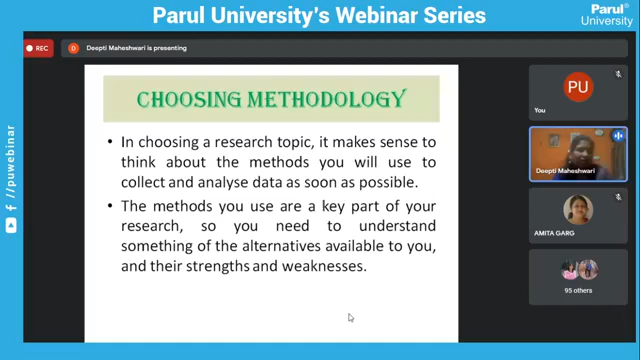 Parul University's Webinar Series
Parul®
University
REC
D
Deepti Maheshwari is presenting
CHOOSING METHODOLOGY
• In choosing a research topic, it makes sense to
think about the methods you will use to
collect and analyse data as soon as possible.
• The methods you use are a key part of your
research, so you need to understand
something of the alternatives available to you,
and their strengths and weaknesses.
PU
You
Deepti Maheshwari
AMITA GARG
95 others
//puwebinar